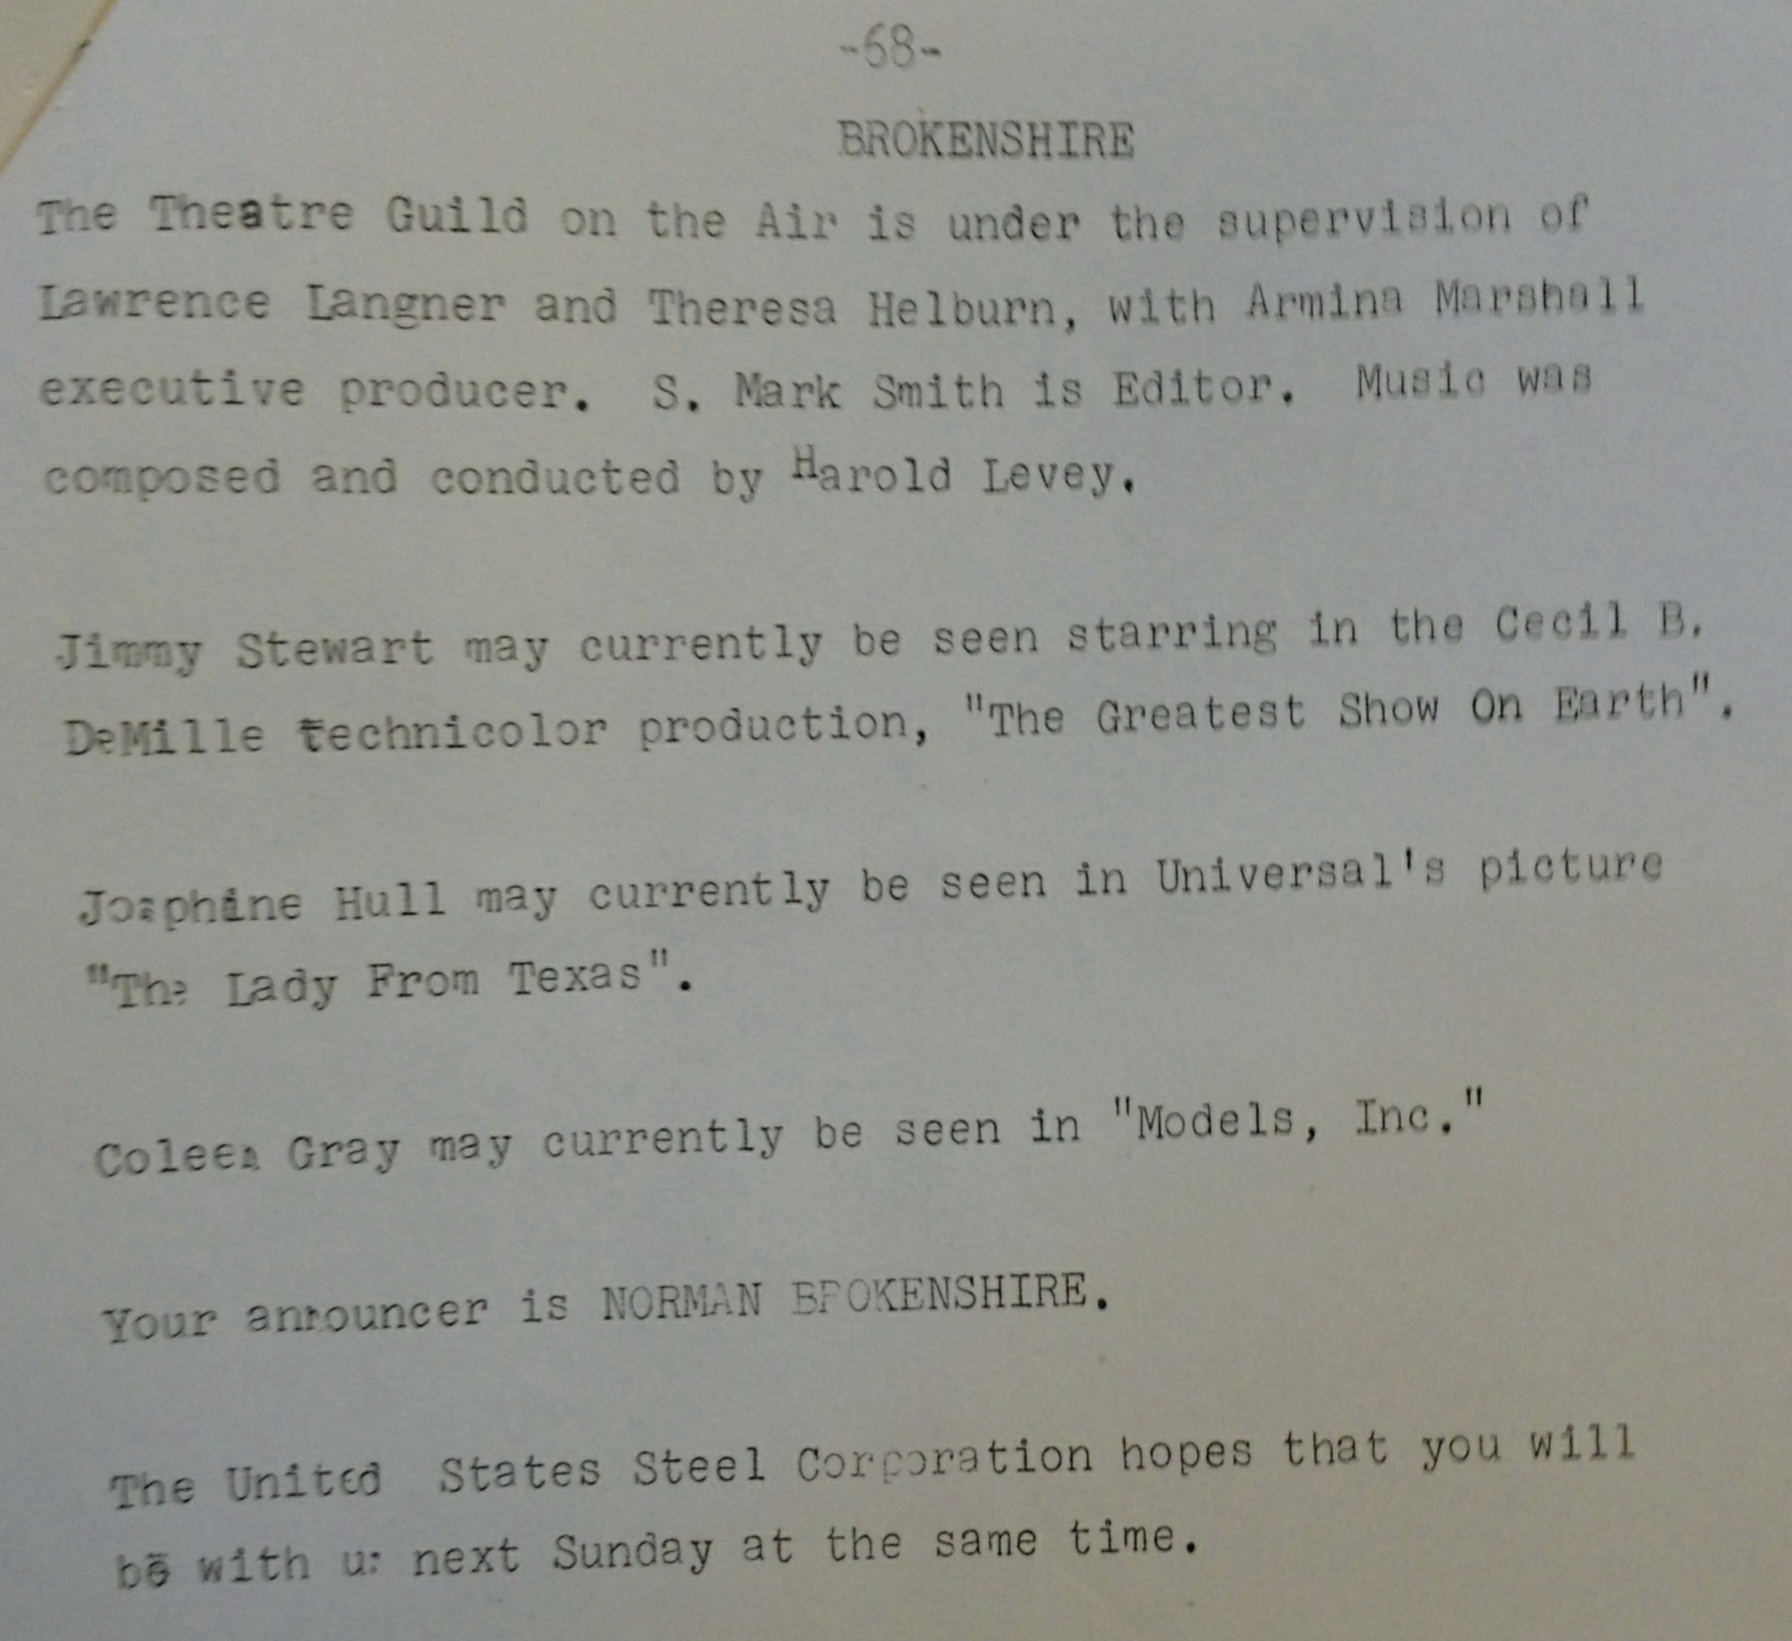 -68-
BROKENSHIRE
The Theatre Guild on the Air is under the supervision of
Lawrence Langner and Theresa Helburn, with Armina Marshall
executive producer. S. Mark Smith is Editor. Music was
composed and conducted by Harold Levey.
Jimmy Stewart may currently be seen starring in the Cecil B.
DeMille technicolor production, "The Greatest Show On Earth".
Josphine Hull may currently be seen in Universal's picture
"The Lady From Texas".
Coleen Gray may currently be seen in "Models, Inc."
Your announcer is NORMAN BROKENSHIRE.
The United States Steel Corporation hopes that you will
be with us next Sunday at the same time.